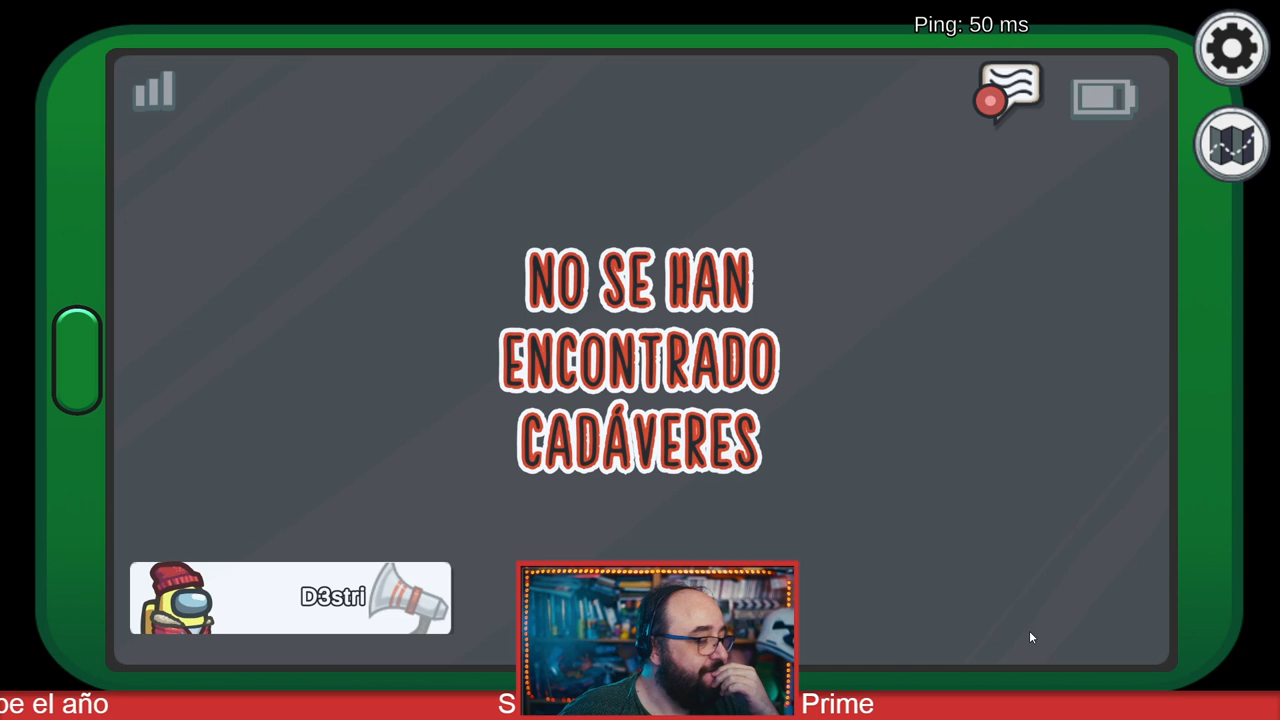 Ping: 50 ms
NO SE HAN
ENCONTRADO
CADÁVERES
D3stri
pe el año
S
Prime